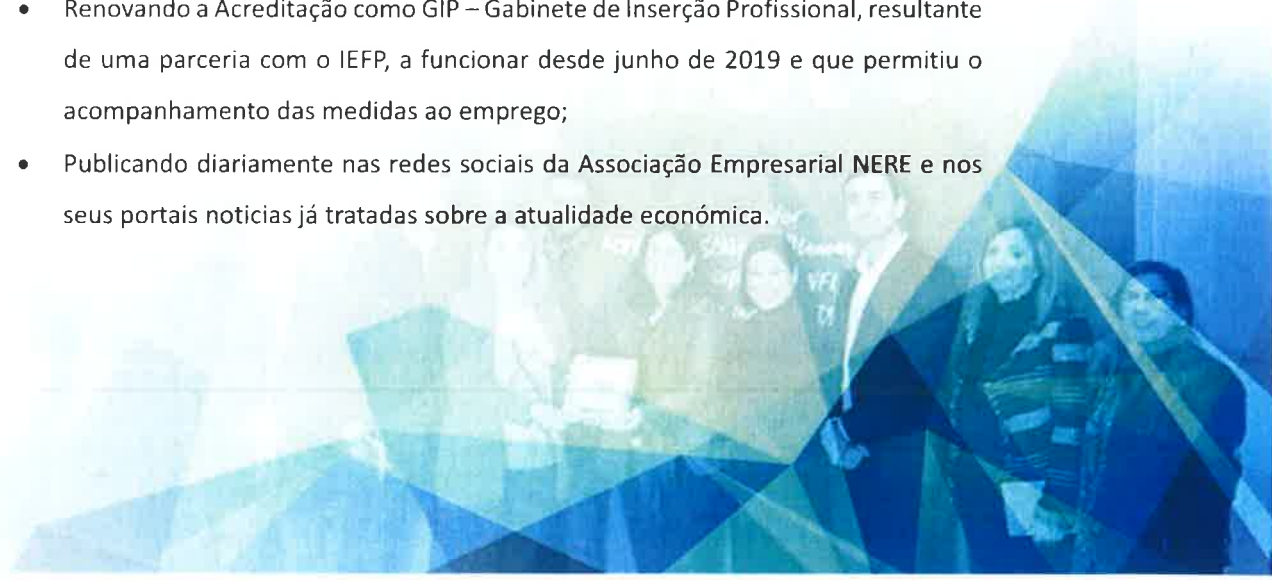 • Renovando a Acreditação como GIP – Gabinete de Inserção Profissional, resultante
de uma parceria com o IEFP, a funcionar desde junho de 2019 e que permitiu o
acompanhamento das medidas ao emprego;
• Publicando diariamente nas redes sociais da Associação Empresarial NERE e nos
seus portais noticias já tratadas sobre a atualidade económica.